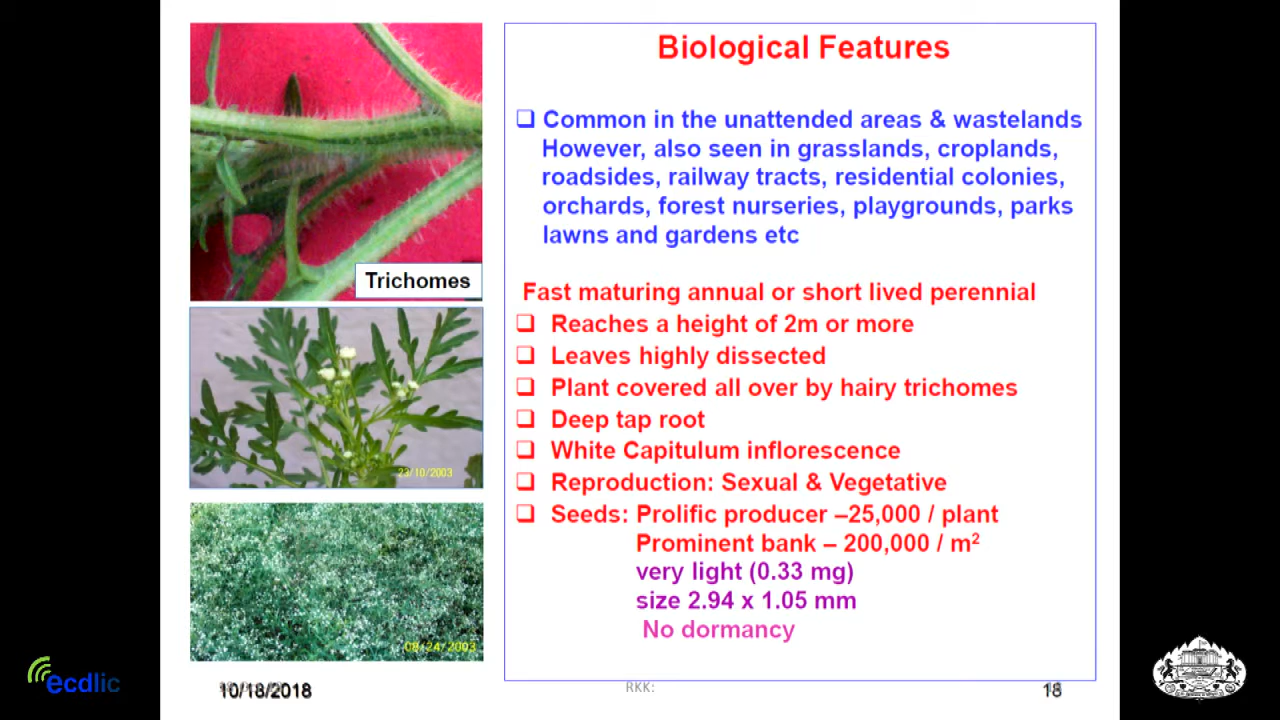 Biological Features
❑ Common in the unattended areas & wastelands
However, also seen in grasslands, croplands,
roadsides, railway tracts, residential colonies,
orchards, forest nurseries, playgrounds, parks
lawns and gardens etc
Fast maturing annual or short lived perennial
❑ Reaches a height of 2m or more
❑ Leaves highly dissected
❑ Plant covered all over by hairy trichomes
❑ Deep tap root
❑ White Capitulum inflorescence
❑ Reproduction: Sexual & Vegetative
❑ Seeds: Prolific producer –25,000 / plant
Prominent bank – 200,000 / m²
very light (0.33 mg)
size 2.94 x 1.05 mm
No dormancy
Trichomes
23/10/2003
08/24/2003
ecdlic
10/18/2018
RKK:
18